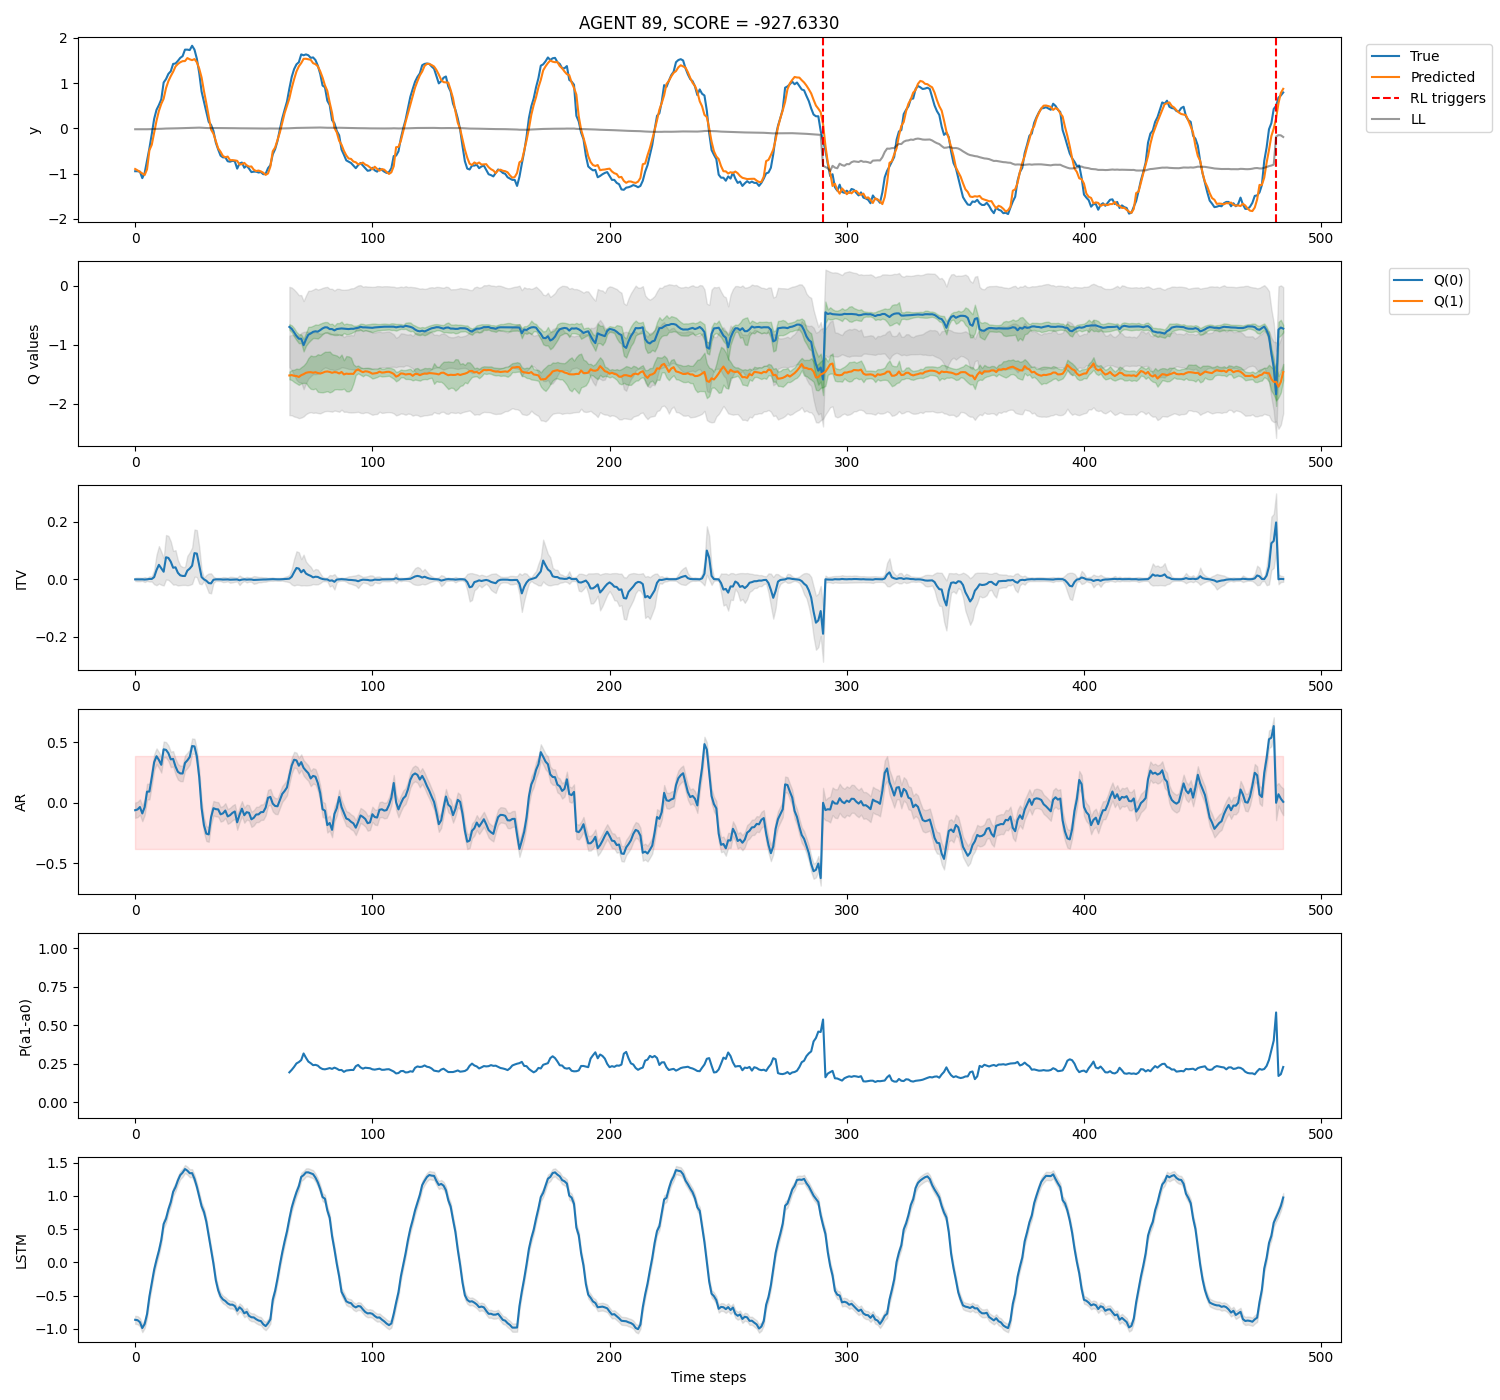 AGENT 89, SCORE = -927.6330
y
2
1
0
−1
−2
0 100 200 300 400 500
True
Predicted
RL triggers
LL
Q values
0
−1
−2
0 100 200 300 400 500
Q(0)
Q(1)
ITV
0.2
0.0
−0.2
0 100 200 300 400 500
AR
0.5
0.0
−0.5
0 100 200 300 400 500
P(a1-a0)
1.00
0.75
0.50
0.25
0.00
0 100 200 300 400 500
LSTM
1.5
1.0
0.5
0.0
−0.5
−1.0
0 100 200 300 400 500
Time steps